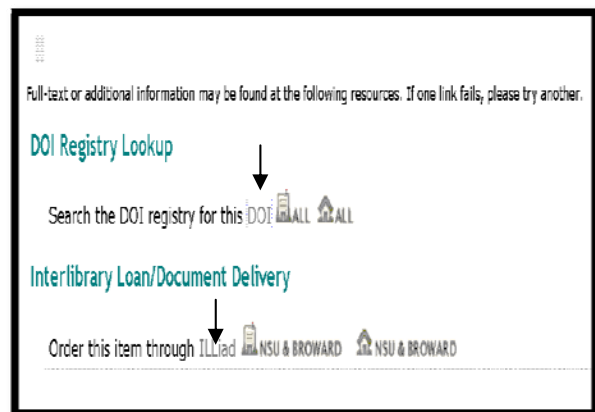 Full-text or additional information may be found at the following resources. If one link fails, please try another.
DOI Registry Lookup
Search the DOI registry for this DOI ALL ALL
Interlibrary Loan/Document Delivery
Order this item through ILLiad NSU & BROWARD NSU & BROWARD